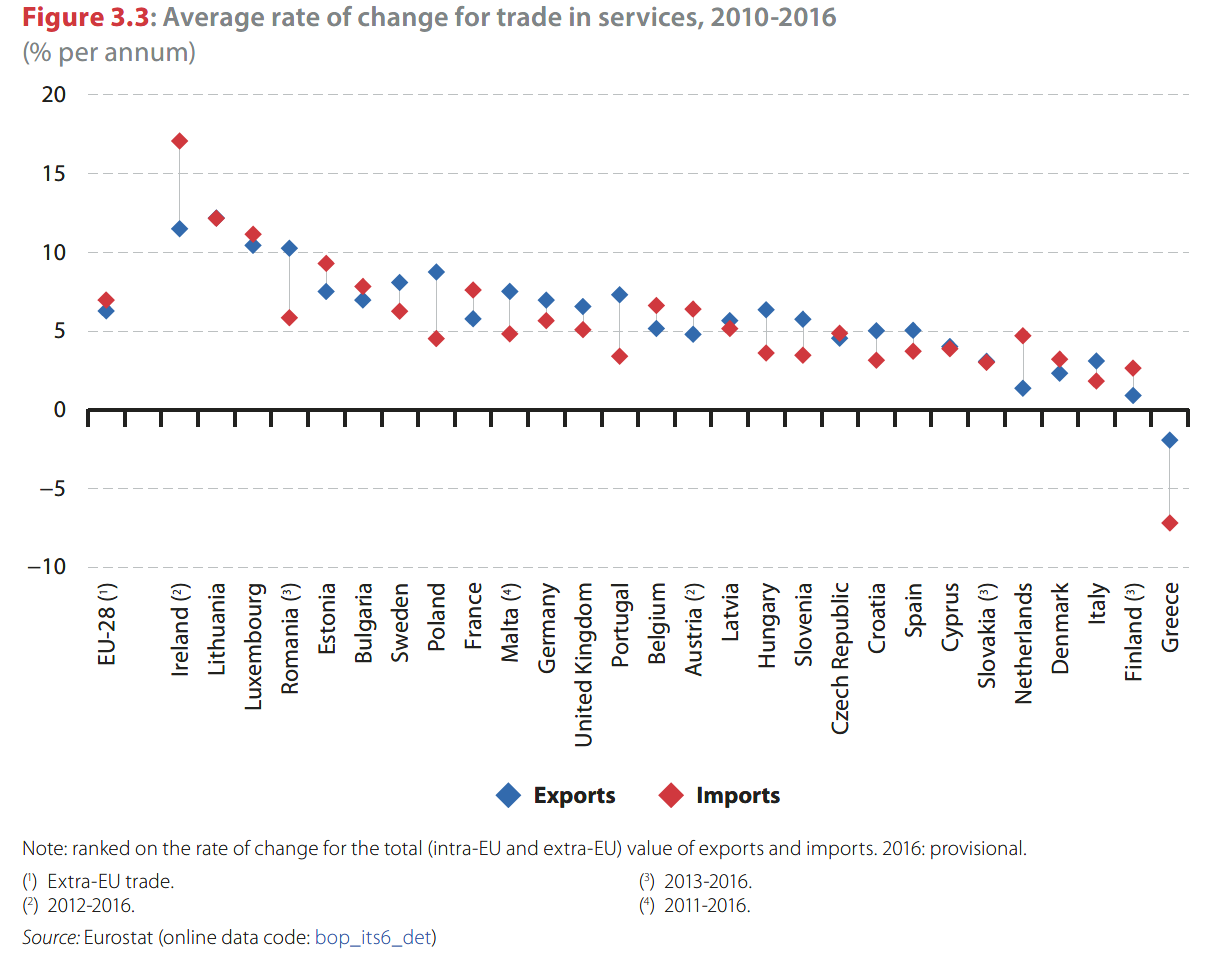 Figure 3.3: Average rate of change for trade in services, 2010-2016
(% per annum)
20
15
10
5
0
−5
−10
EU-28 (¹)
Ireland (²)
Lithuania
Luxembourg
Romania (³)
Estonia
Bulgaria
Sweden
Poland
France
Malta (⁴)
Germany
United Kingdom
Portugal
Belgium
Austria (²)
Latvia
Hungary
Slovenia
Czech Republic
Croatia
Spain
Cyprus
Slovakia (³)
Netherlands
Denmark
Italy
Finland (³)
Greece
Exports
Imports
Note: ranked on the rate of change for the total (intra-EU and extra-EU) value of exports and imports. 2016: provisional.
(¹) Extra-EU trade.
(²) 2012-2016.
(³) 2013-2016.
(⁴) 2011-2016.
Source: Eurostat (online data code: bop_its6_det)